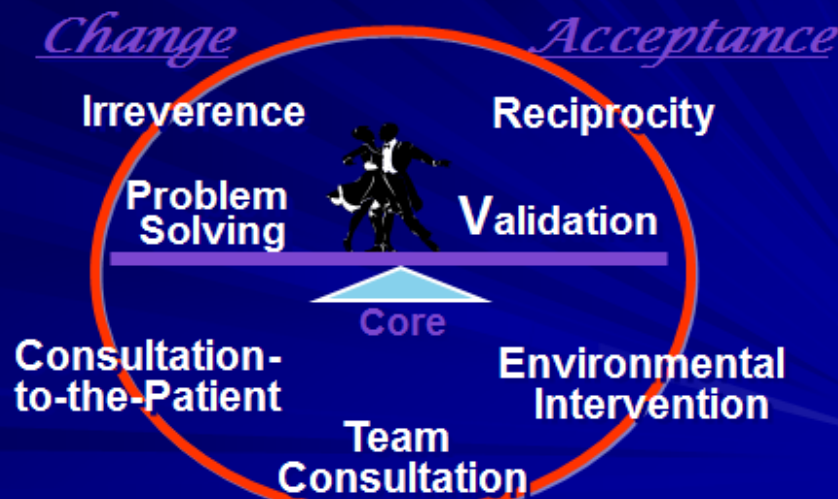 Change Acceptance
Irreverence Reciprocity
Problem
Solving
Validation
Core
Consultation-
to-the-Patient
Environmental
Intervention
Team
Consultation